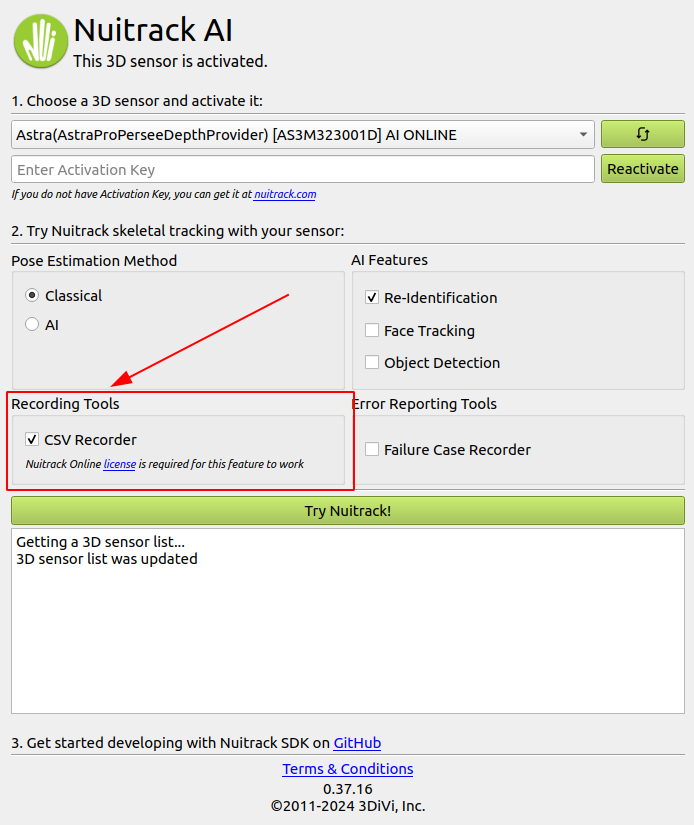 Nuitrack AI
This 3D sensor is activated.
1. Choose a 3D sensor and activate it:
Astra(AstraProPerseeDepthProvider) [AS3M323001D] AI ONLINE
Enter Activation Key
Reactivate
If you do not have Activation Key, you can get it at nuitrack.com
2. Try Nuitrack skeletal tracking with your sensor:
Pose Estimation Method
Classical
AI
AI Features
Re-Identification
Face Tracking
Object Detection
Recording Tools
CSV Recorder
Nuitrack Online license is required for this feature to work
Error Reporting Tools
Failure Case Recorder
Try Nuitrack!
Getting a 3D sensor list...
3D sensor list was updated
3. Get started developing with Nuitrack SDK on GitHub
Terms & Conditions
0.37.16
©2011-2024 3DiVi, Inc.